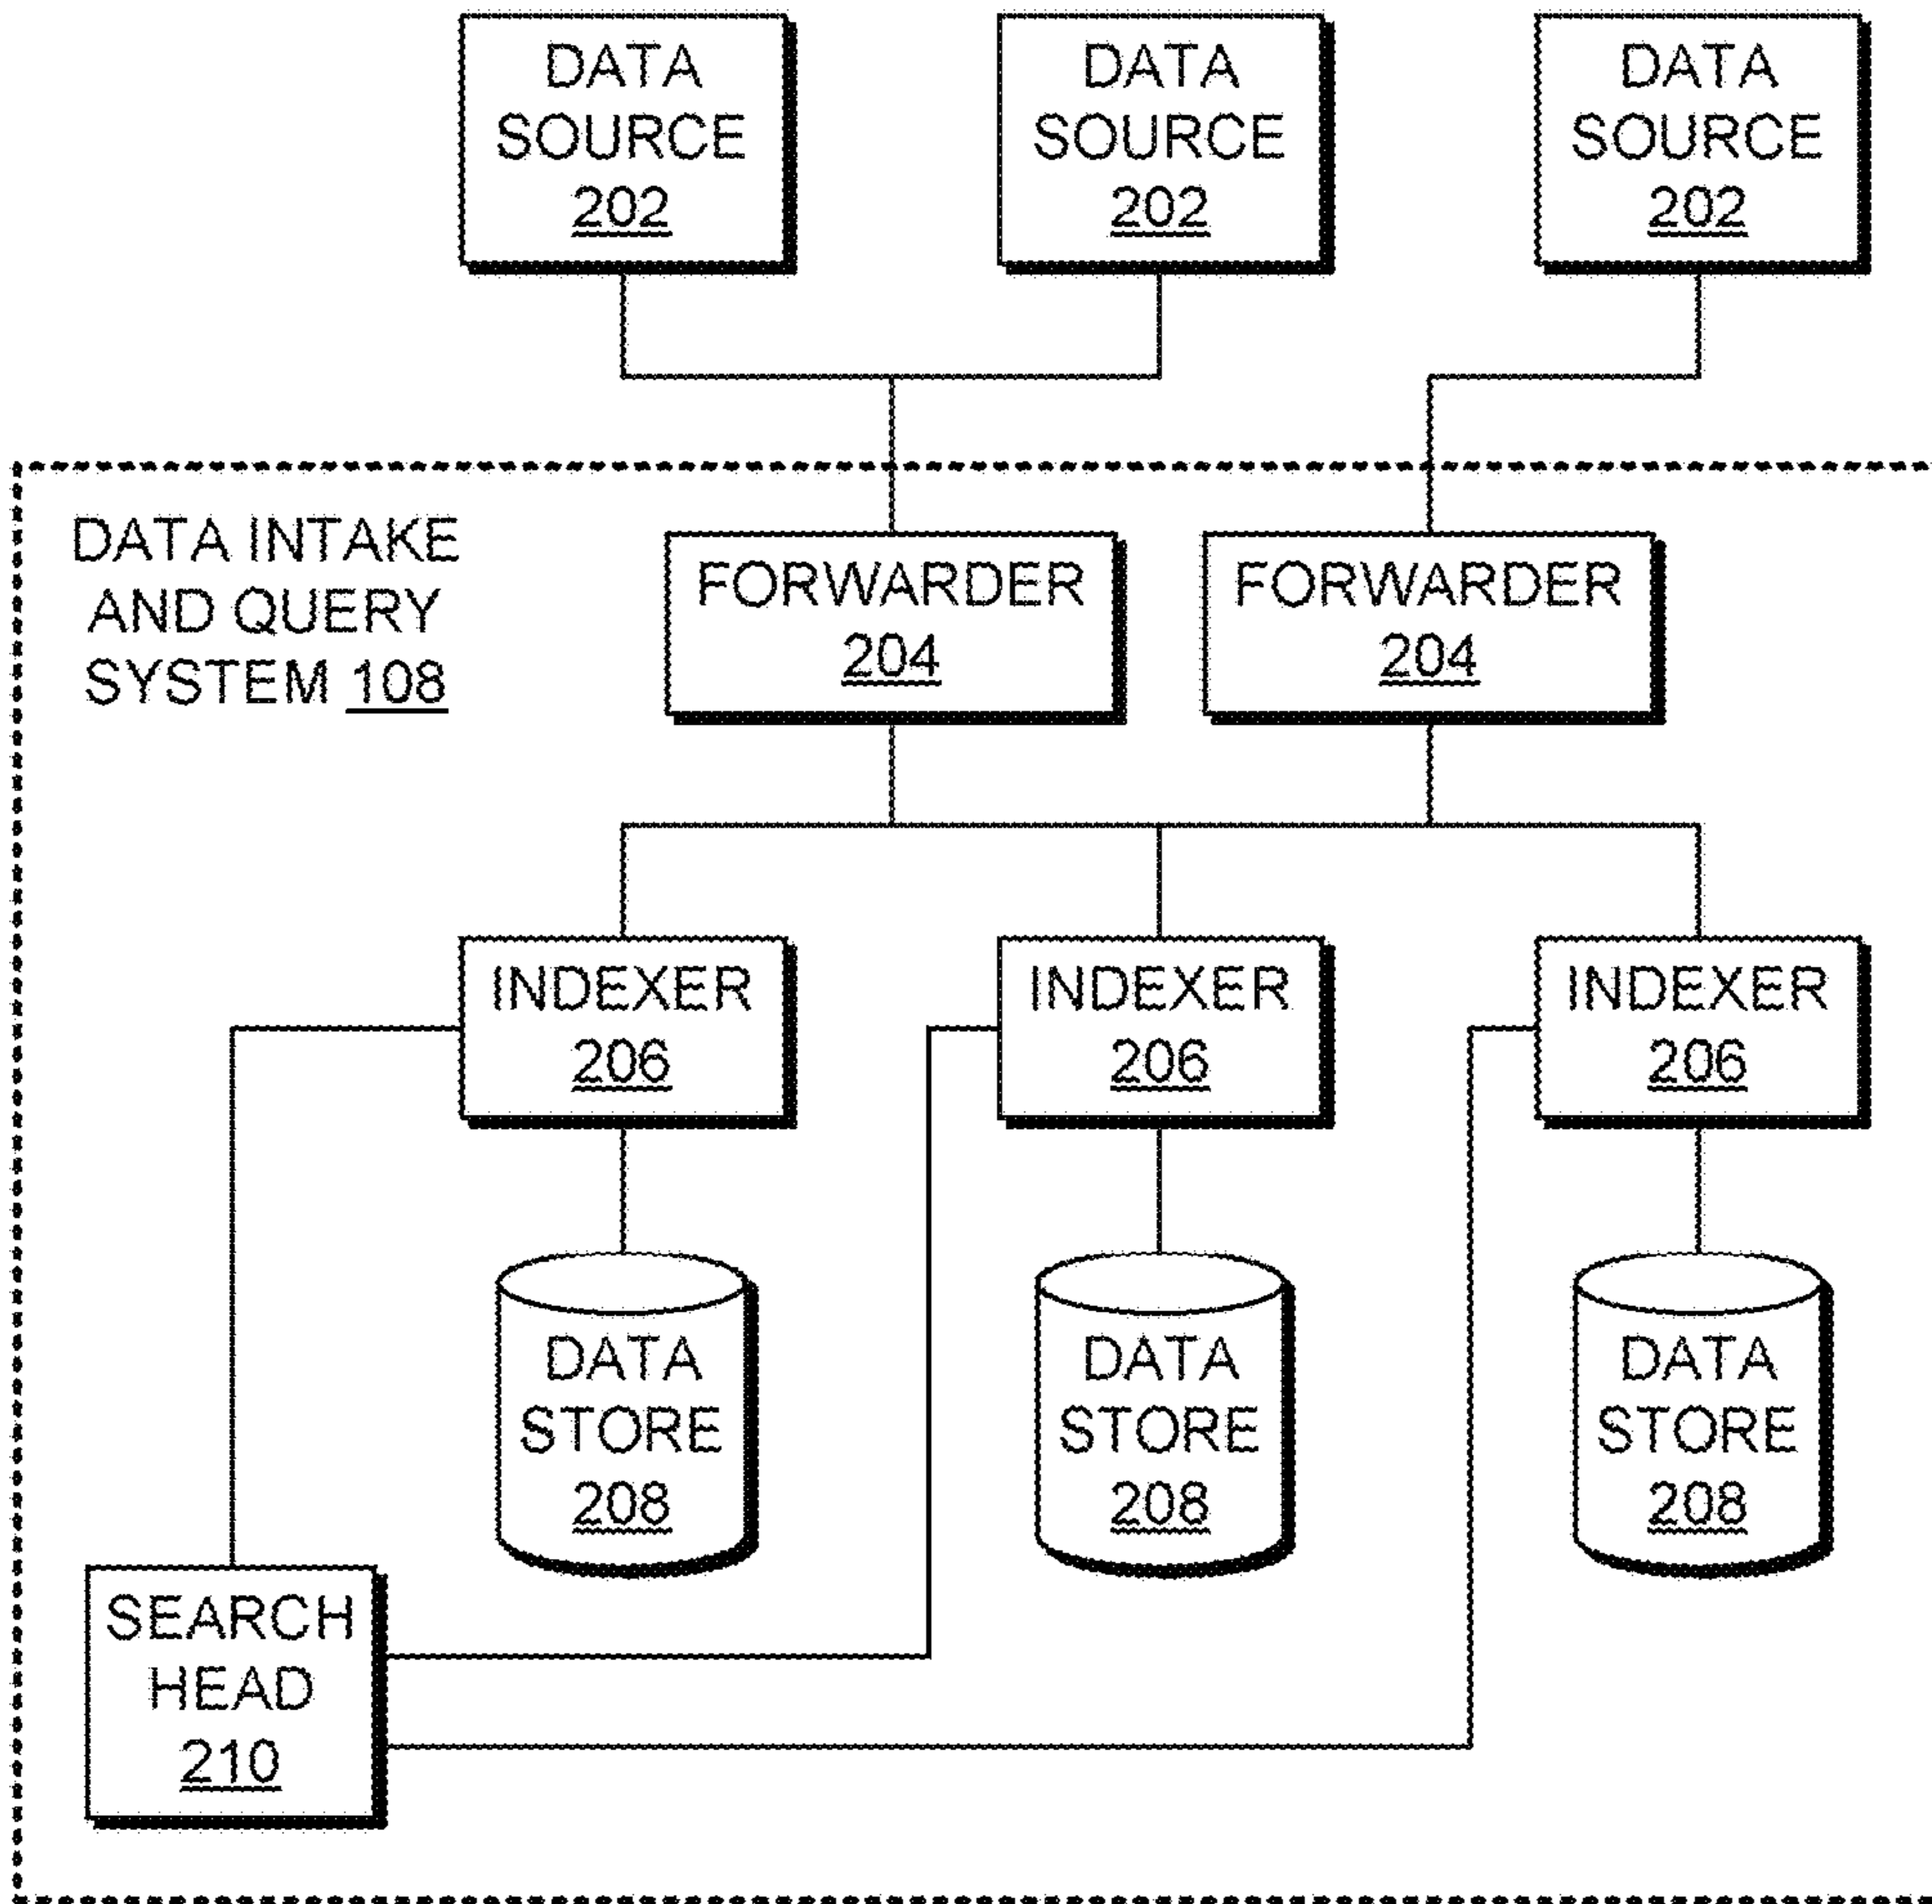 DATA
SOURCE
202
DATA
SOURCE
202
DATA
SOURCE
202
DATA INTAKE
AND QUERY
SYSTEM 108
FORWARDER
204
FORWARDER
204
INDEXER
206
INDEXER
206
INDEXER
206
DATA
STORE
208
DATA
STORE
208
DATA
STORE
208
SEARCH
HEAD
210